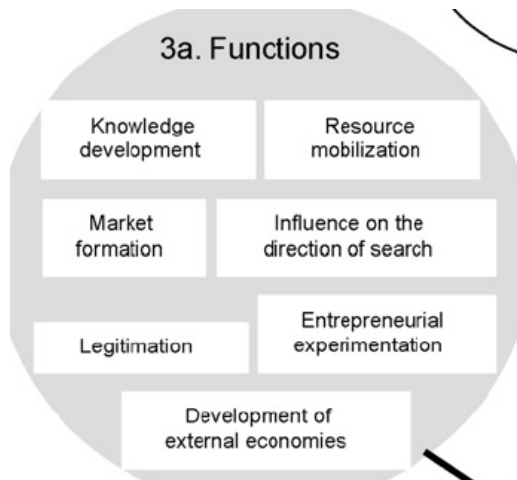 3a. Functions
Knowledge
development
Resource
mobilization
Market
formation
Influence on the
direction of search
Legitimation
Entrepreneurial
experimentation
Development of
external economies